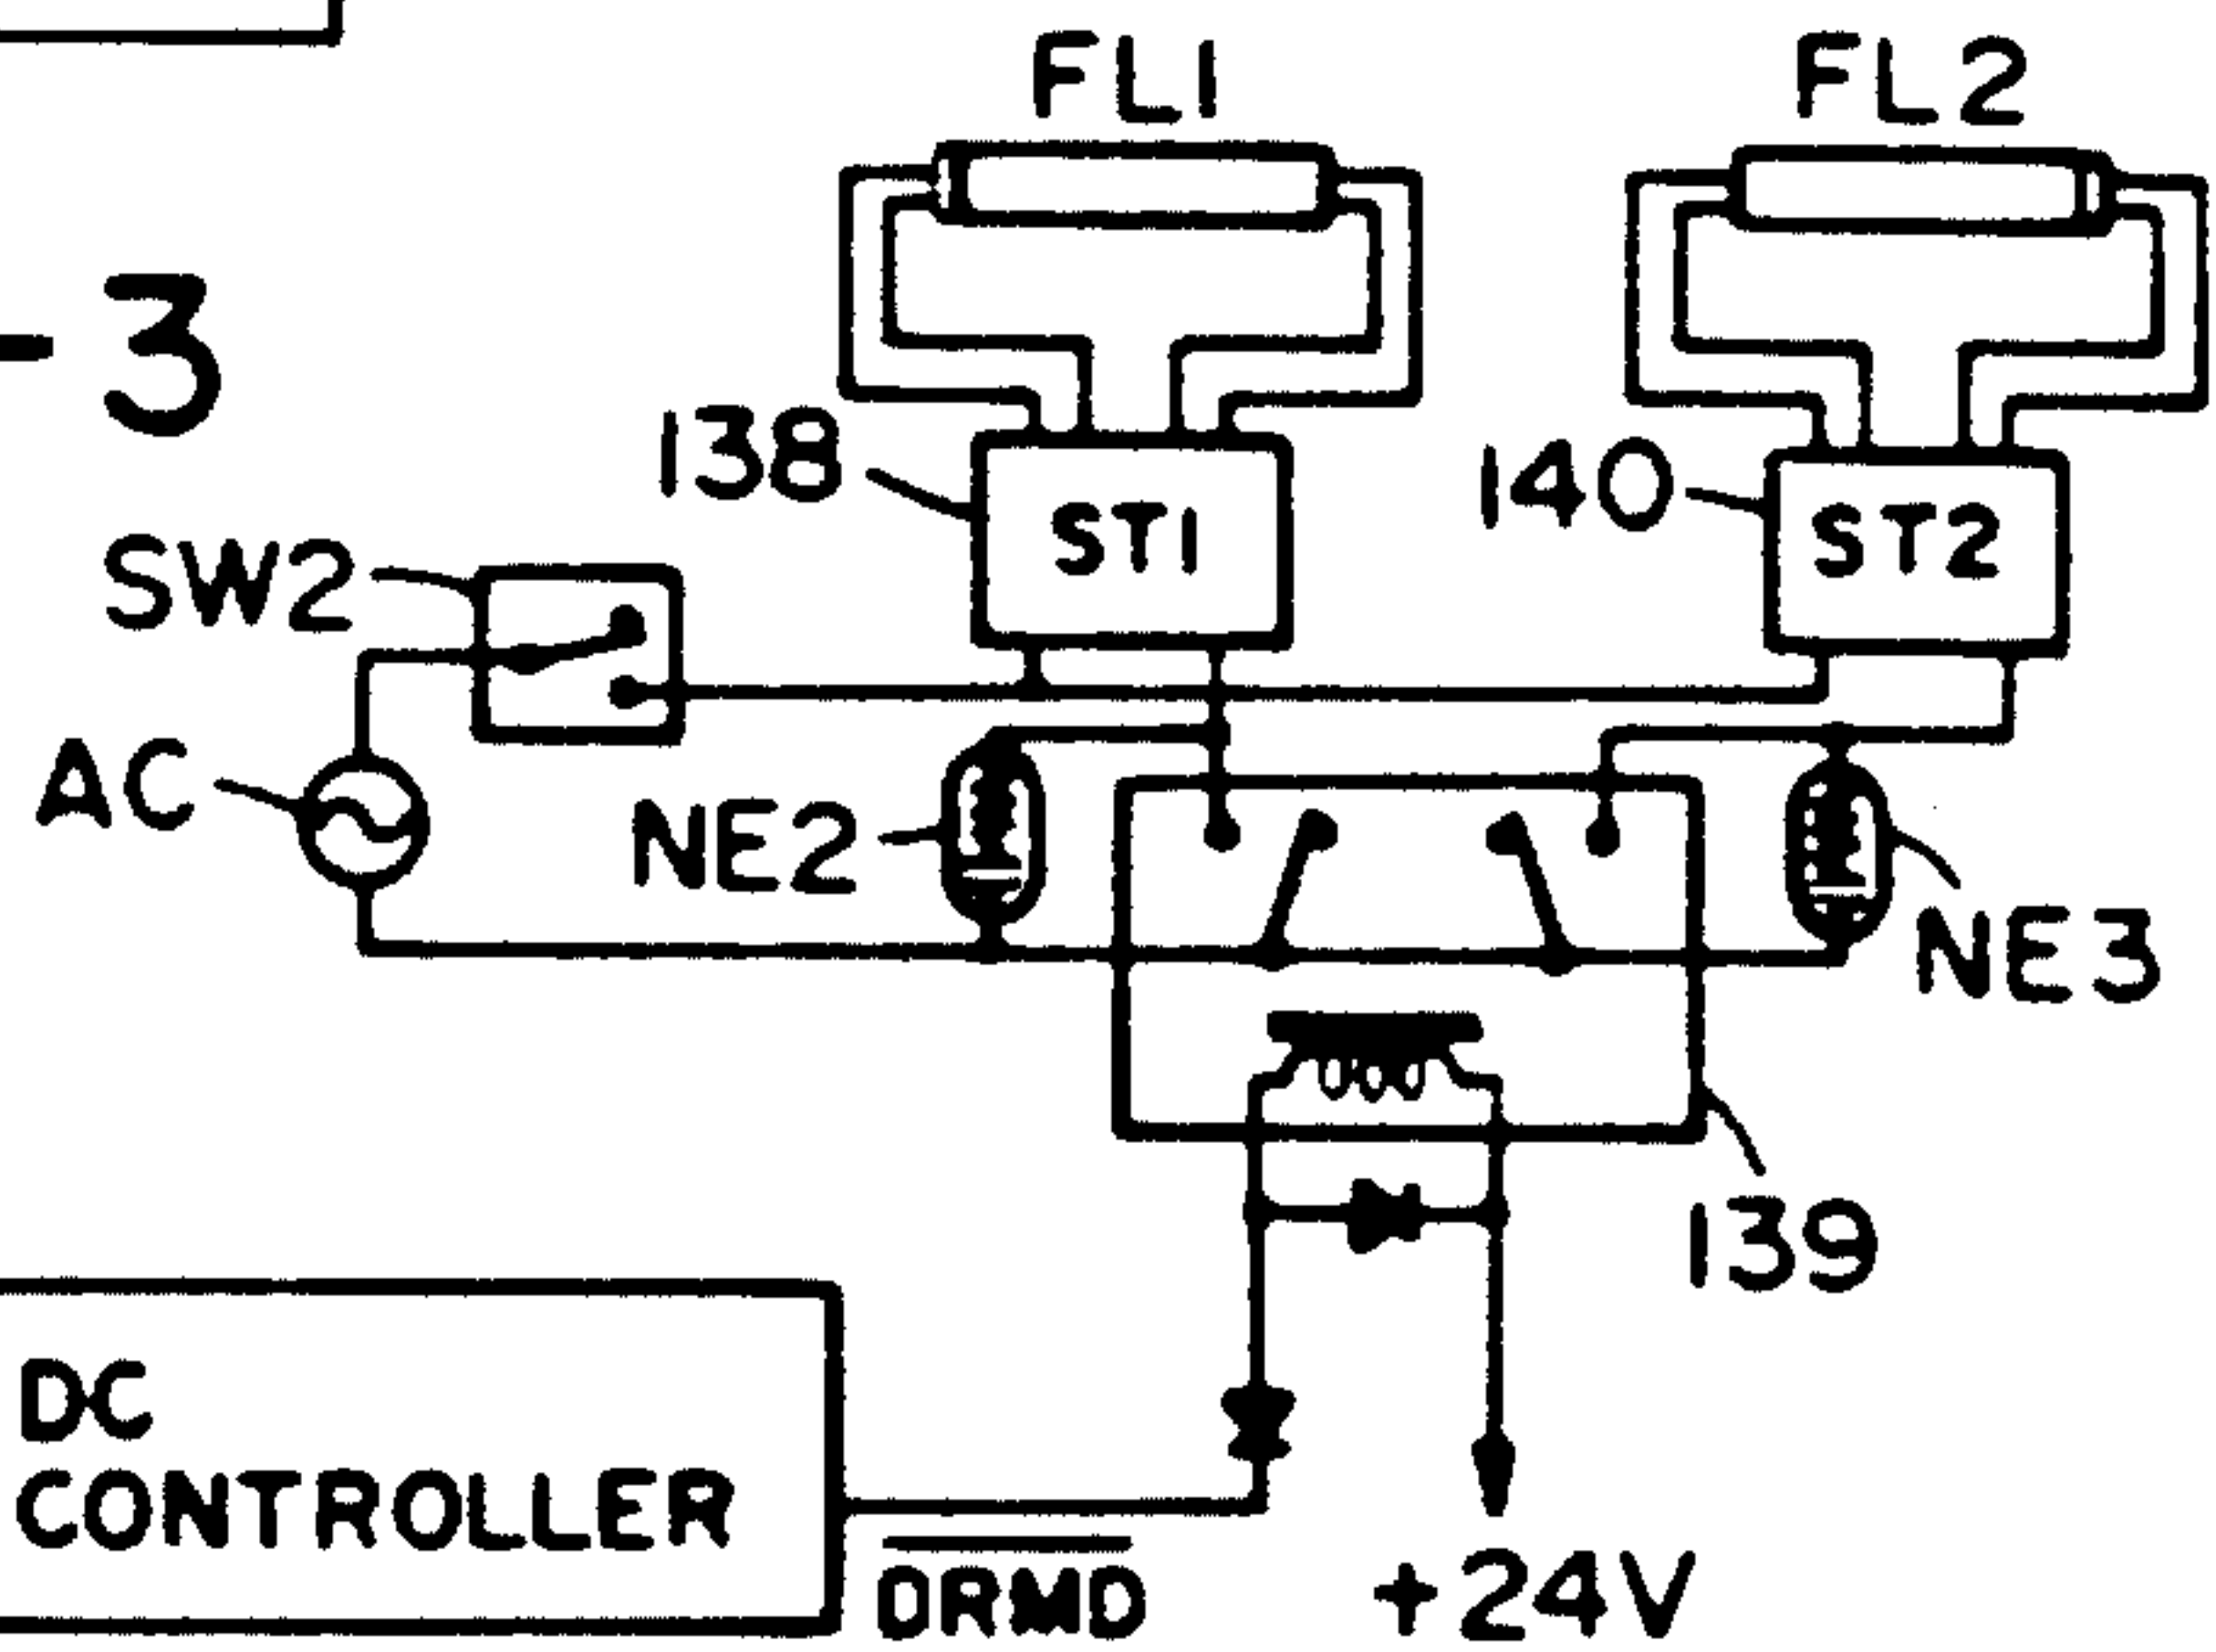 FL1
FL2
- 3
138
140
ST1
ST2
SW2
AC
NE2
NE3
139
DC
CONTROLLER
ORMD
+24V